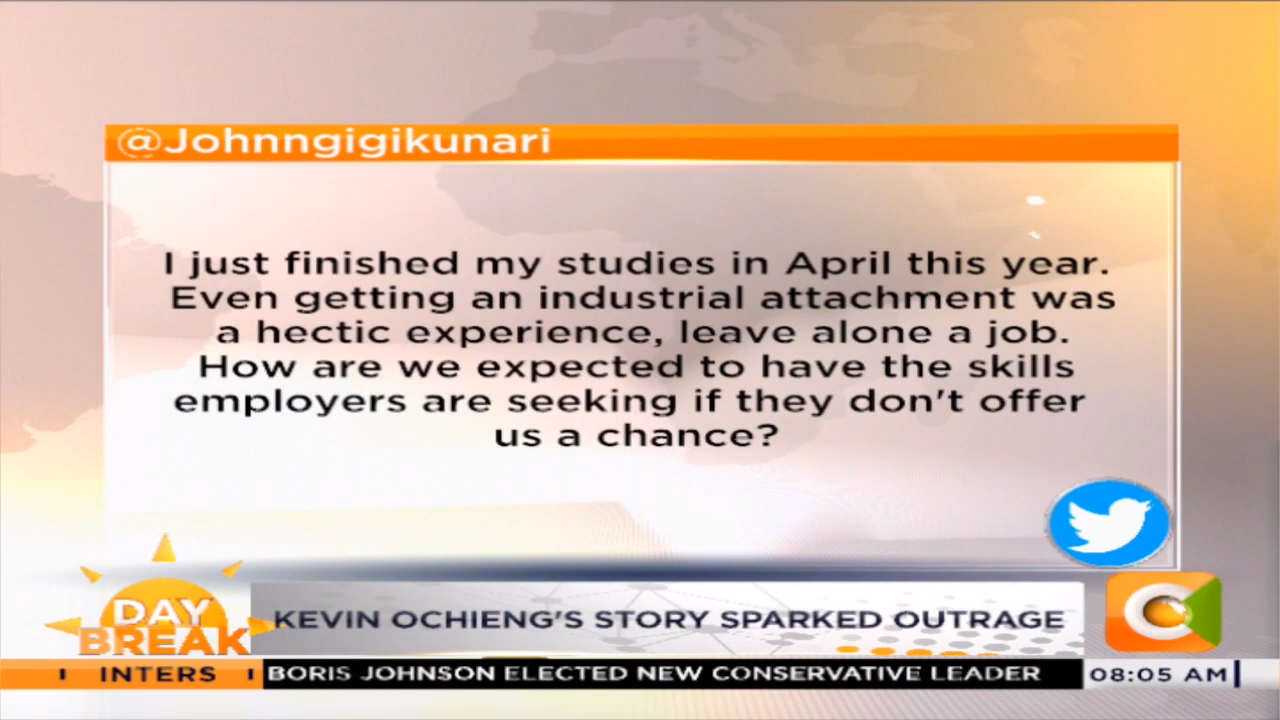 @Johnngigikunari
I just finished my studies in April this year.
Even getting an industrial attachment was
a hectic experience, leave alone a job.
How are we expected to have the skills
employers are seeking if they don't offer
us a chance?
DAY
BREAK
KEVIN OCHIENG'S STORY SPARKED OUTRAGE
INTERS
BORIS JOHNSON ELECTED NEW CONSERVATIVE LEADER
08:05 AM